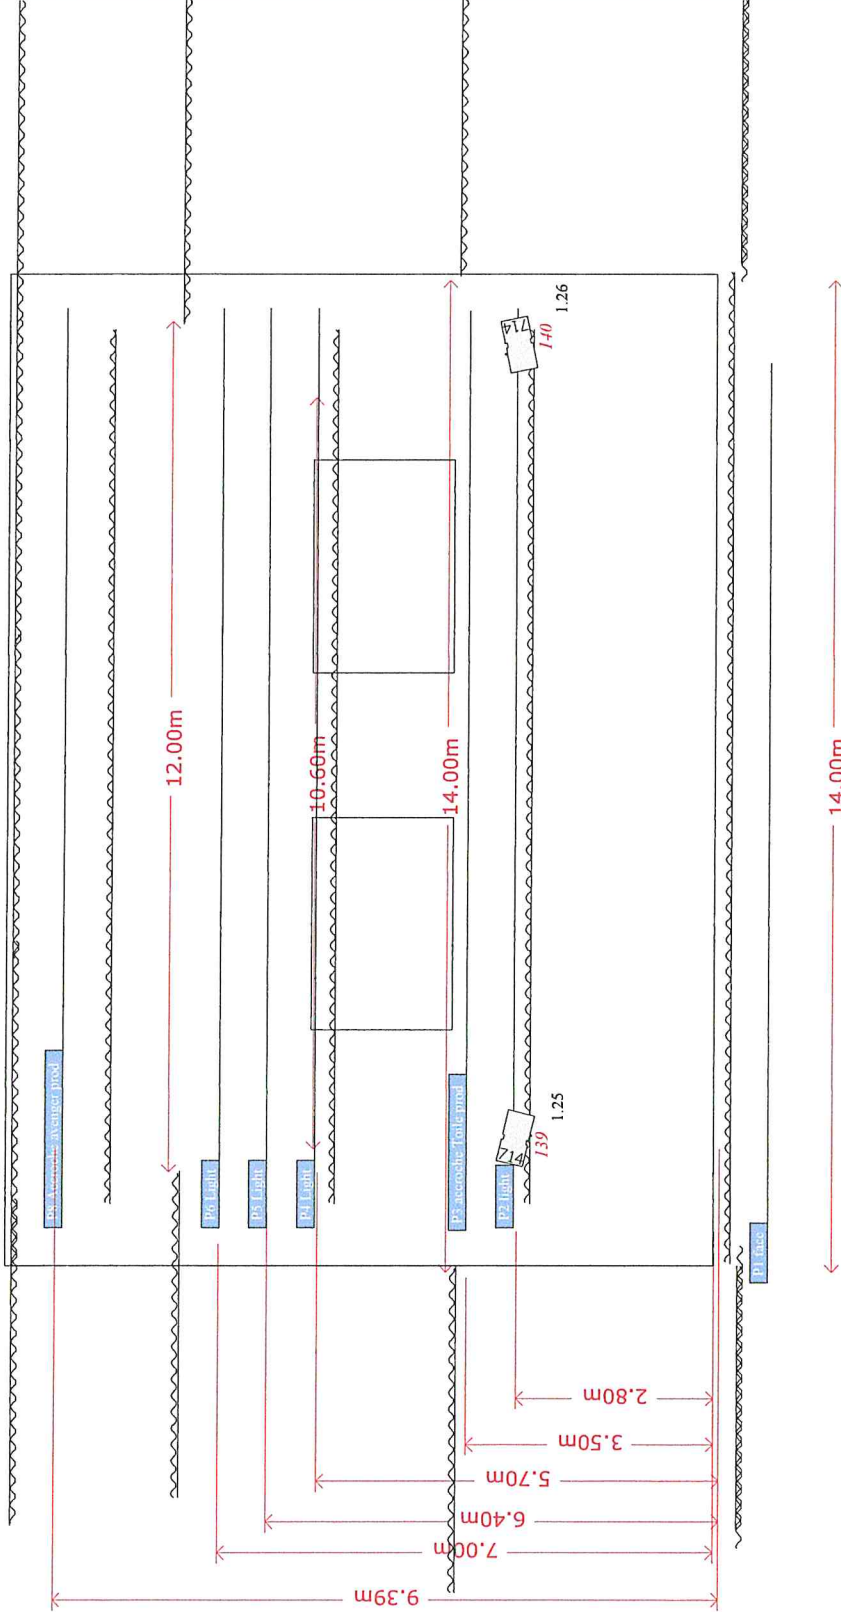 P8 Accroche avenger prod
12.00m
P6 Light
P5 Light
P4 Light
10.60m
P3 accroche Toile prod
14.00m
P2 light
714
139
1.25
714
140
1.26
P1 face
14.00m
2.80m
3.50m
5.70m
6.40m
7.00m
9.39m